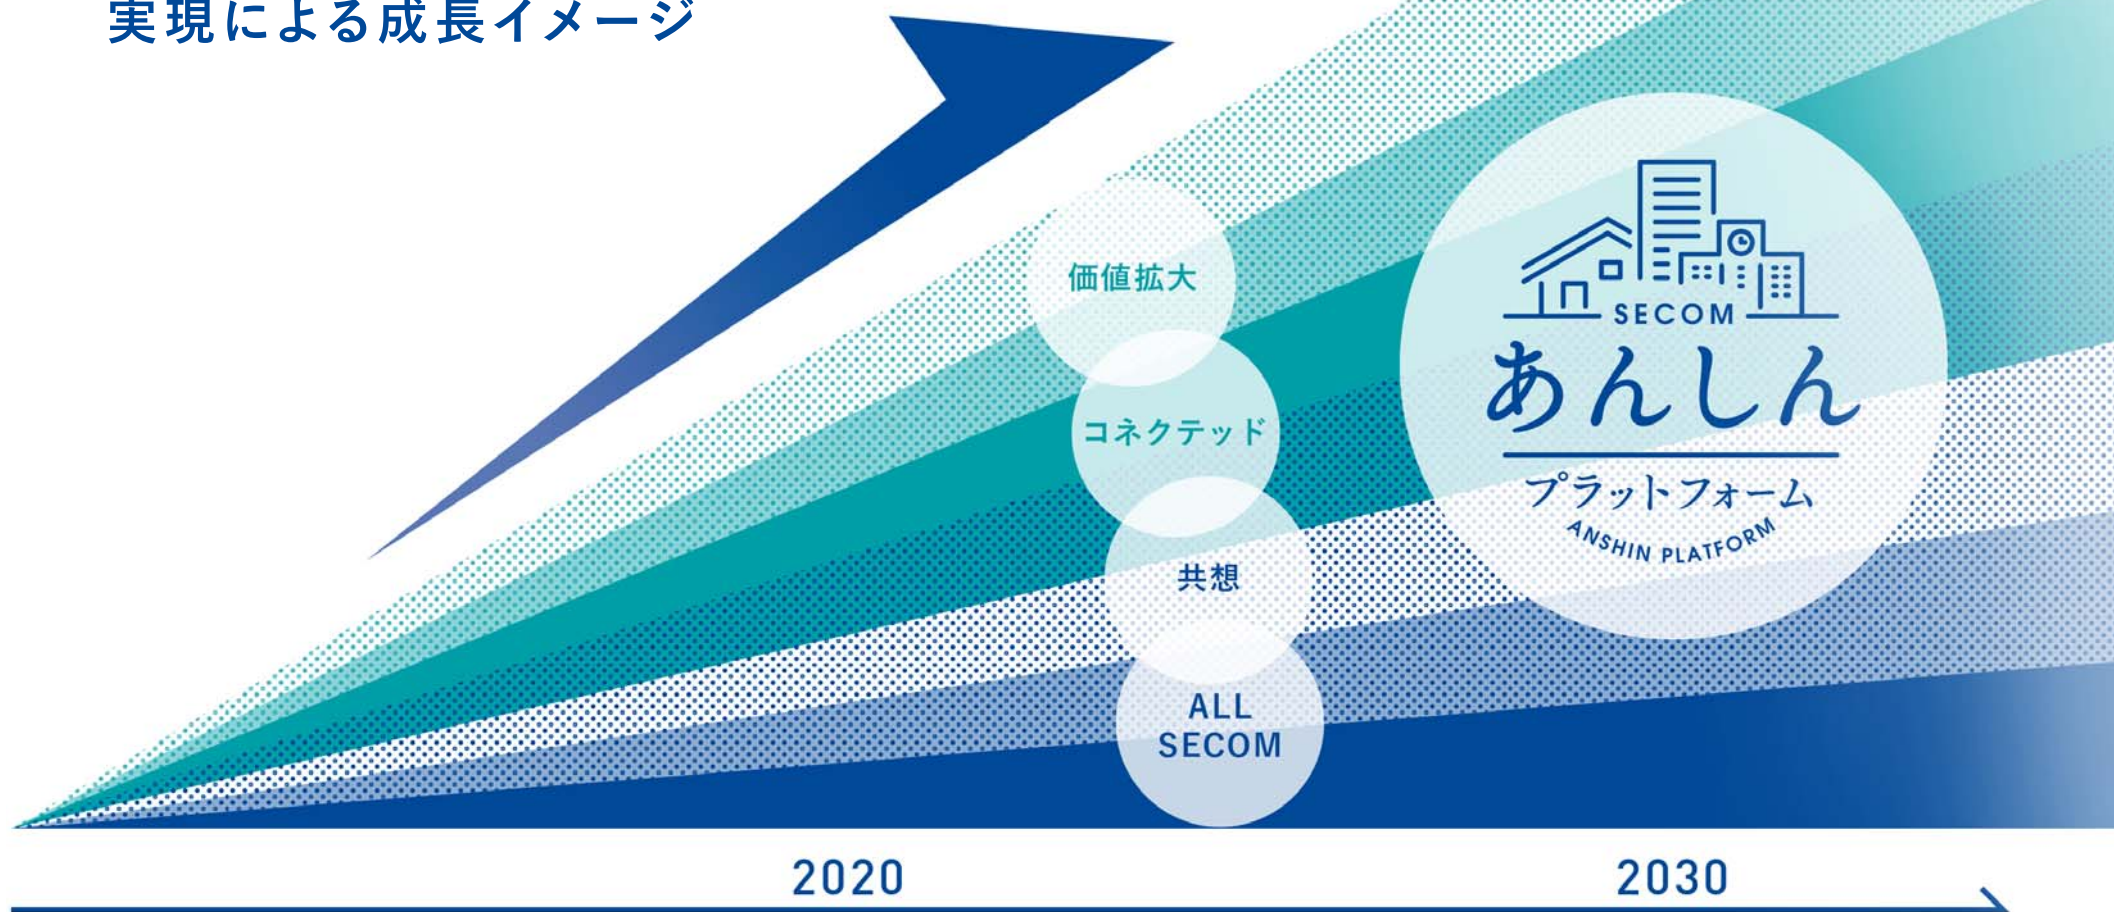 実現による成長イメージ
価値拡大
コネクテッド
共想
ALL
SECOM
SECOM
あんしん
プラットフォーム
ANSHIN PLATFORM
2020
2030